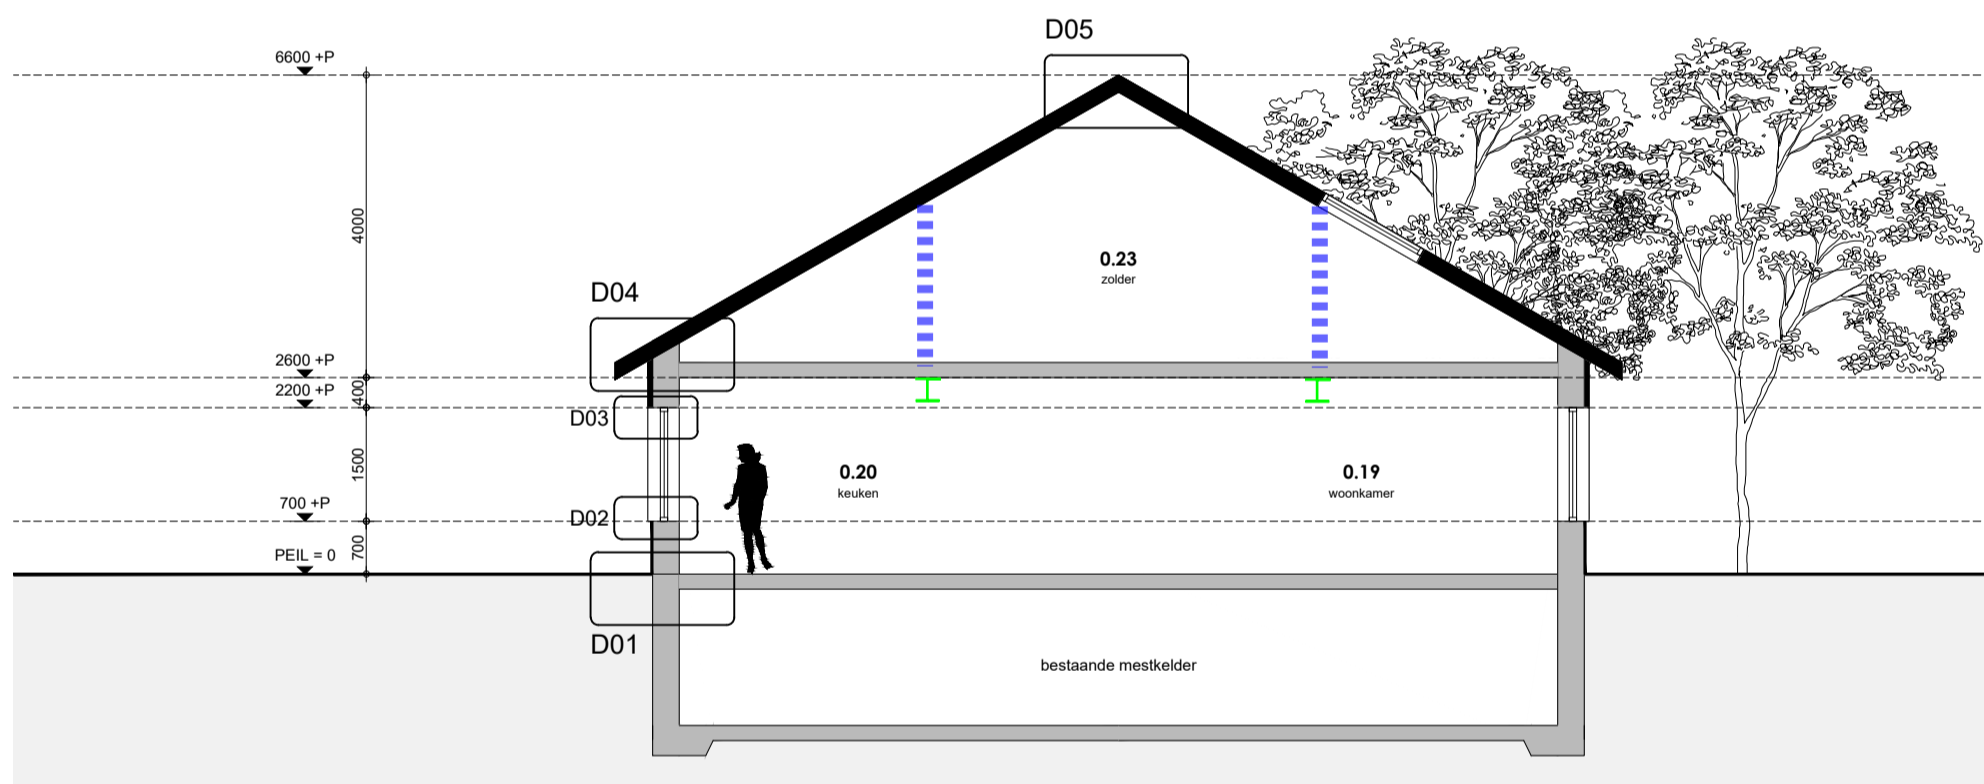 D05
6600 +P
4000
0.23
zolder
D04
2600 +P
400
2200 +P
D03
1500
0.20
keuken
0.19
woonkamer
700 +P
D02
700
PEIL = 0
D01
bestaande mestkelder